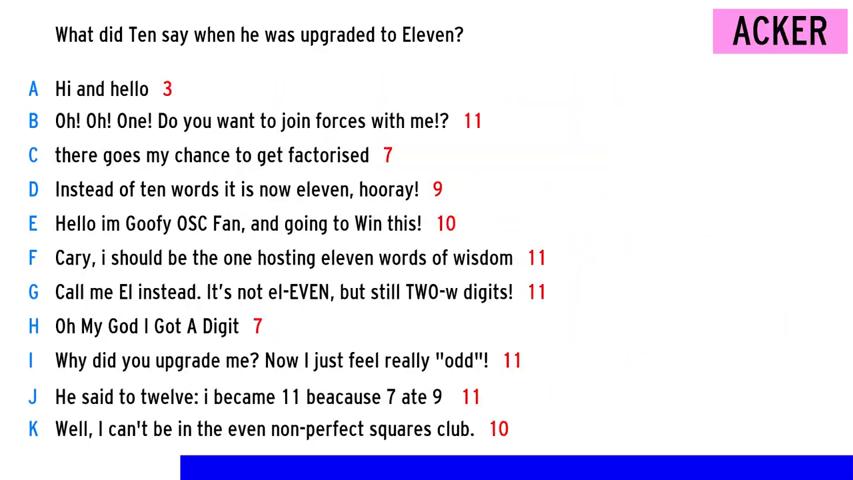 What did Ten say when he was upgraded to Eleven?
ACKER
A Hi and hello 3
B Oh! Oh! One! Do you want to join forces with me!? 11
C there goes my chance to get factorised 7
D Instead of ten words it is now eleven, hooray! 9
E Hello im Goofy OSC Fan, and going to Win this! 10
F Cary, i should be the one hosting eleven words of wisdom 11
G Call me El instead. It’s not el-EVEN, but still TWO-w digits! 11
H Oh My God I Got A Digit 7
I Why did you upgrade me? Now I just feel really "odd"! 11
J He said to twelve: i became 11 beacause 7 ate 9 11
K Well, I can't be in the even non-perfect squares club. 10